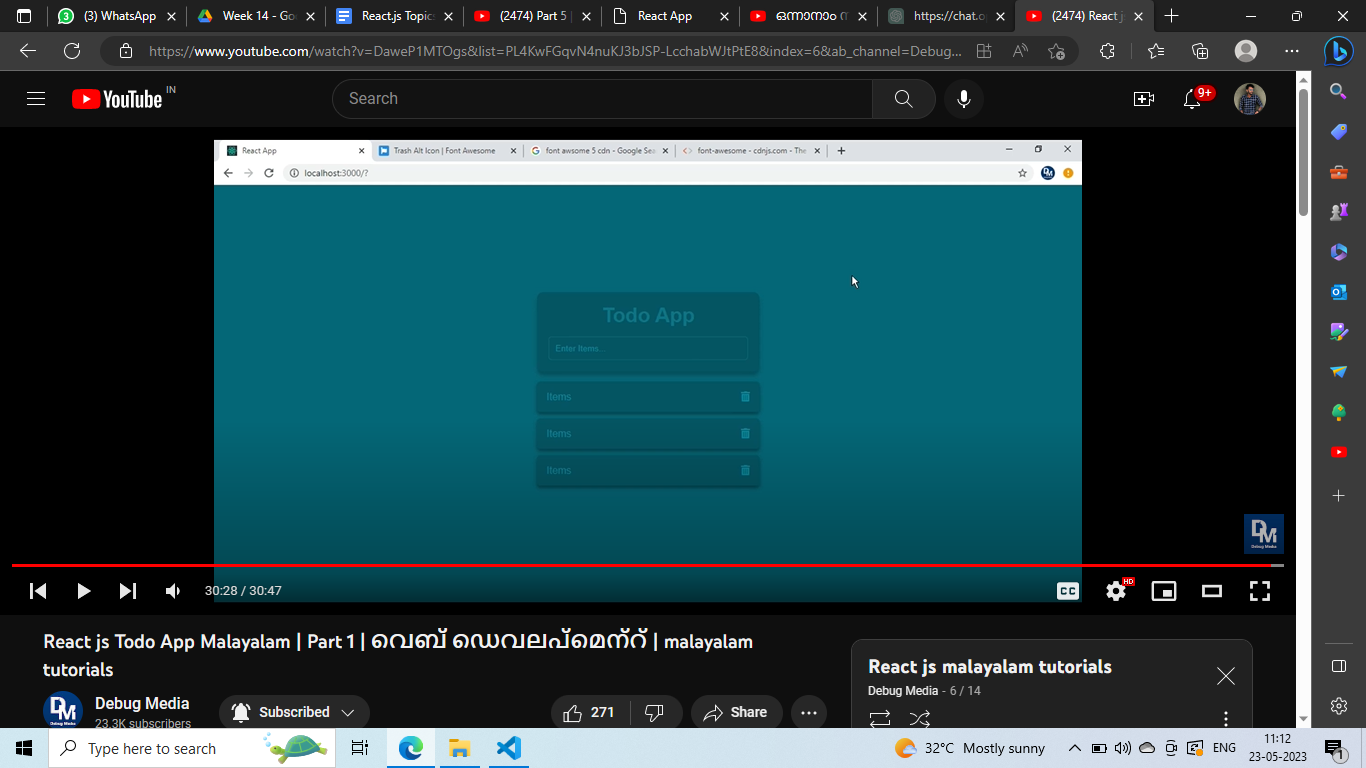 (3) WhatsApp
Week 14 - Go
React.js Topic
(2474) Part 5 |
React App
ഒന്നാനാം
https://chat.op
(2474) React j
https://www.youtube.com/watch?v=DaweP1MTOgs&list=PL4KwFGqvN4nuKJ3bJSP-LcchabWJtPtE8&index=6&ab_channel=Debug...
YouTube IN
Search
9+
React App
Trash Alt Icon | Font Awesome
font awsome 5 cdn - Google Sea
font-awesome - cdnjs.com - The
localhost:3000/?
Todo App
Enter Items...
Items
Items
Items
DM
Debug Media
30:28 / 30:47
CC
HD
React js Todo App Malayalam | Part 1 | വെബ് ഡെവലപ്മെന്റ് | malayalam
tutorials
React js malayalam tutorials
Debug Media - 6 / 14
Debug Media
23.3K subscribers
Subscribed
271
Share
Type here to search
32°C Mostly sunny
ENG
11:12
23-05-2023
1